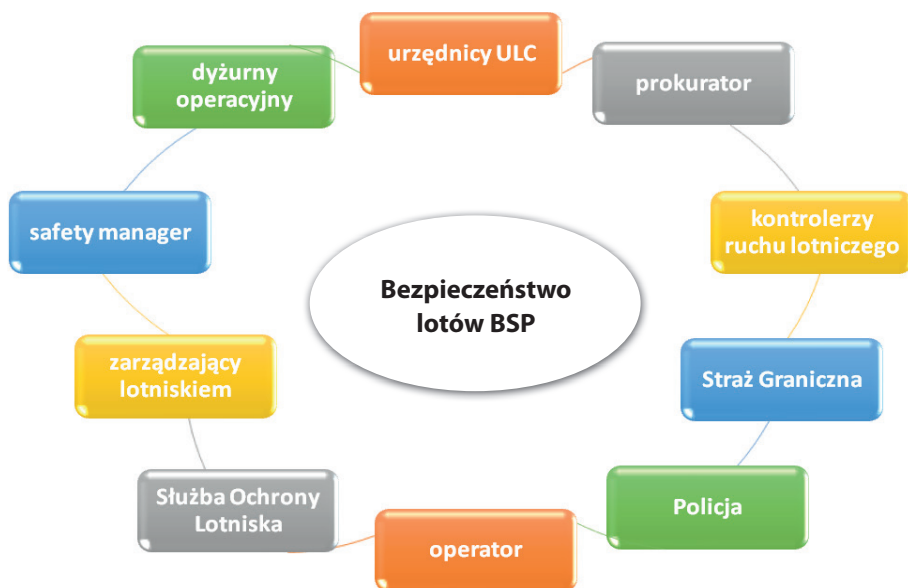 urzędnicy ULC
prokurator
kontrolerzy
ruchu lotniczego
Straż Graniczna
Policja
operator
Służba Ochrony
Lotniska
zarządzający
lotniskiem
safety manager
dyżurny
operacyjny
Bezpieczeństwo
lotów BSP